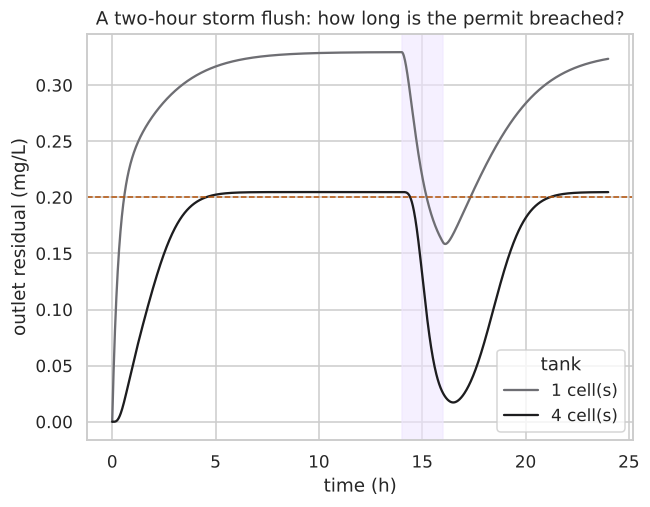 A two-hour storm flush: how long is the permit breached?
outlet residual (mg/L)
0.30
0.25
0.20
0.15
0.10
0.05
0.00
tank
1 cell(s)
4 cell(s)
0 5 10 15 20 25
time (h)